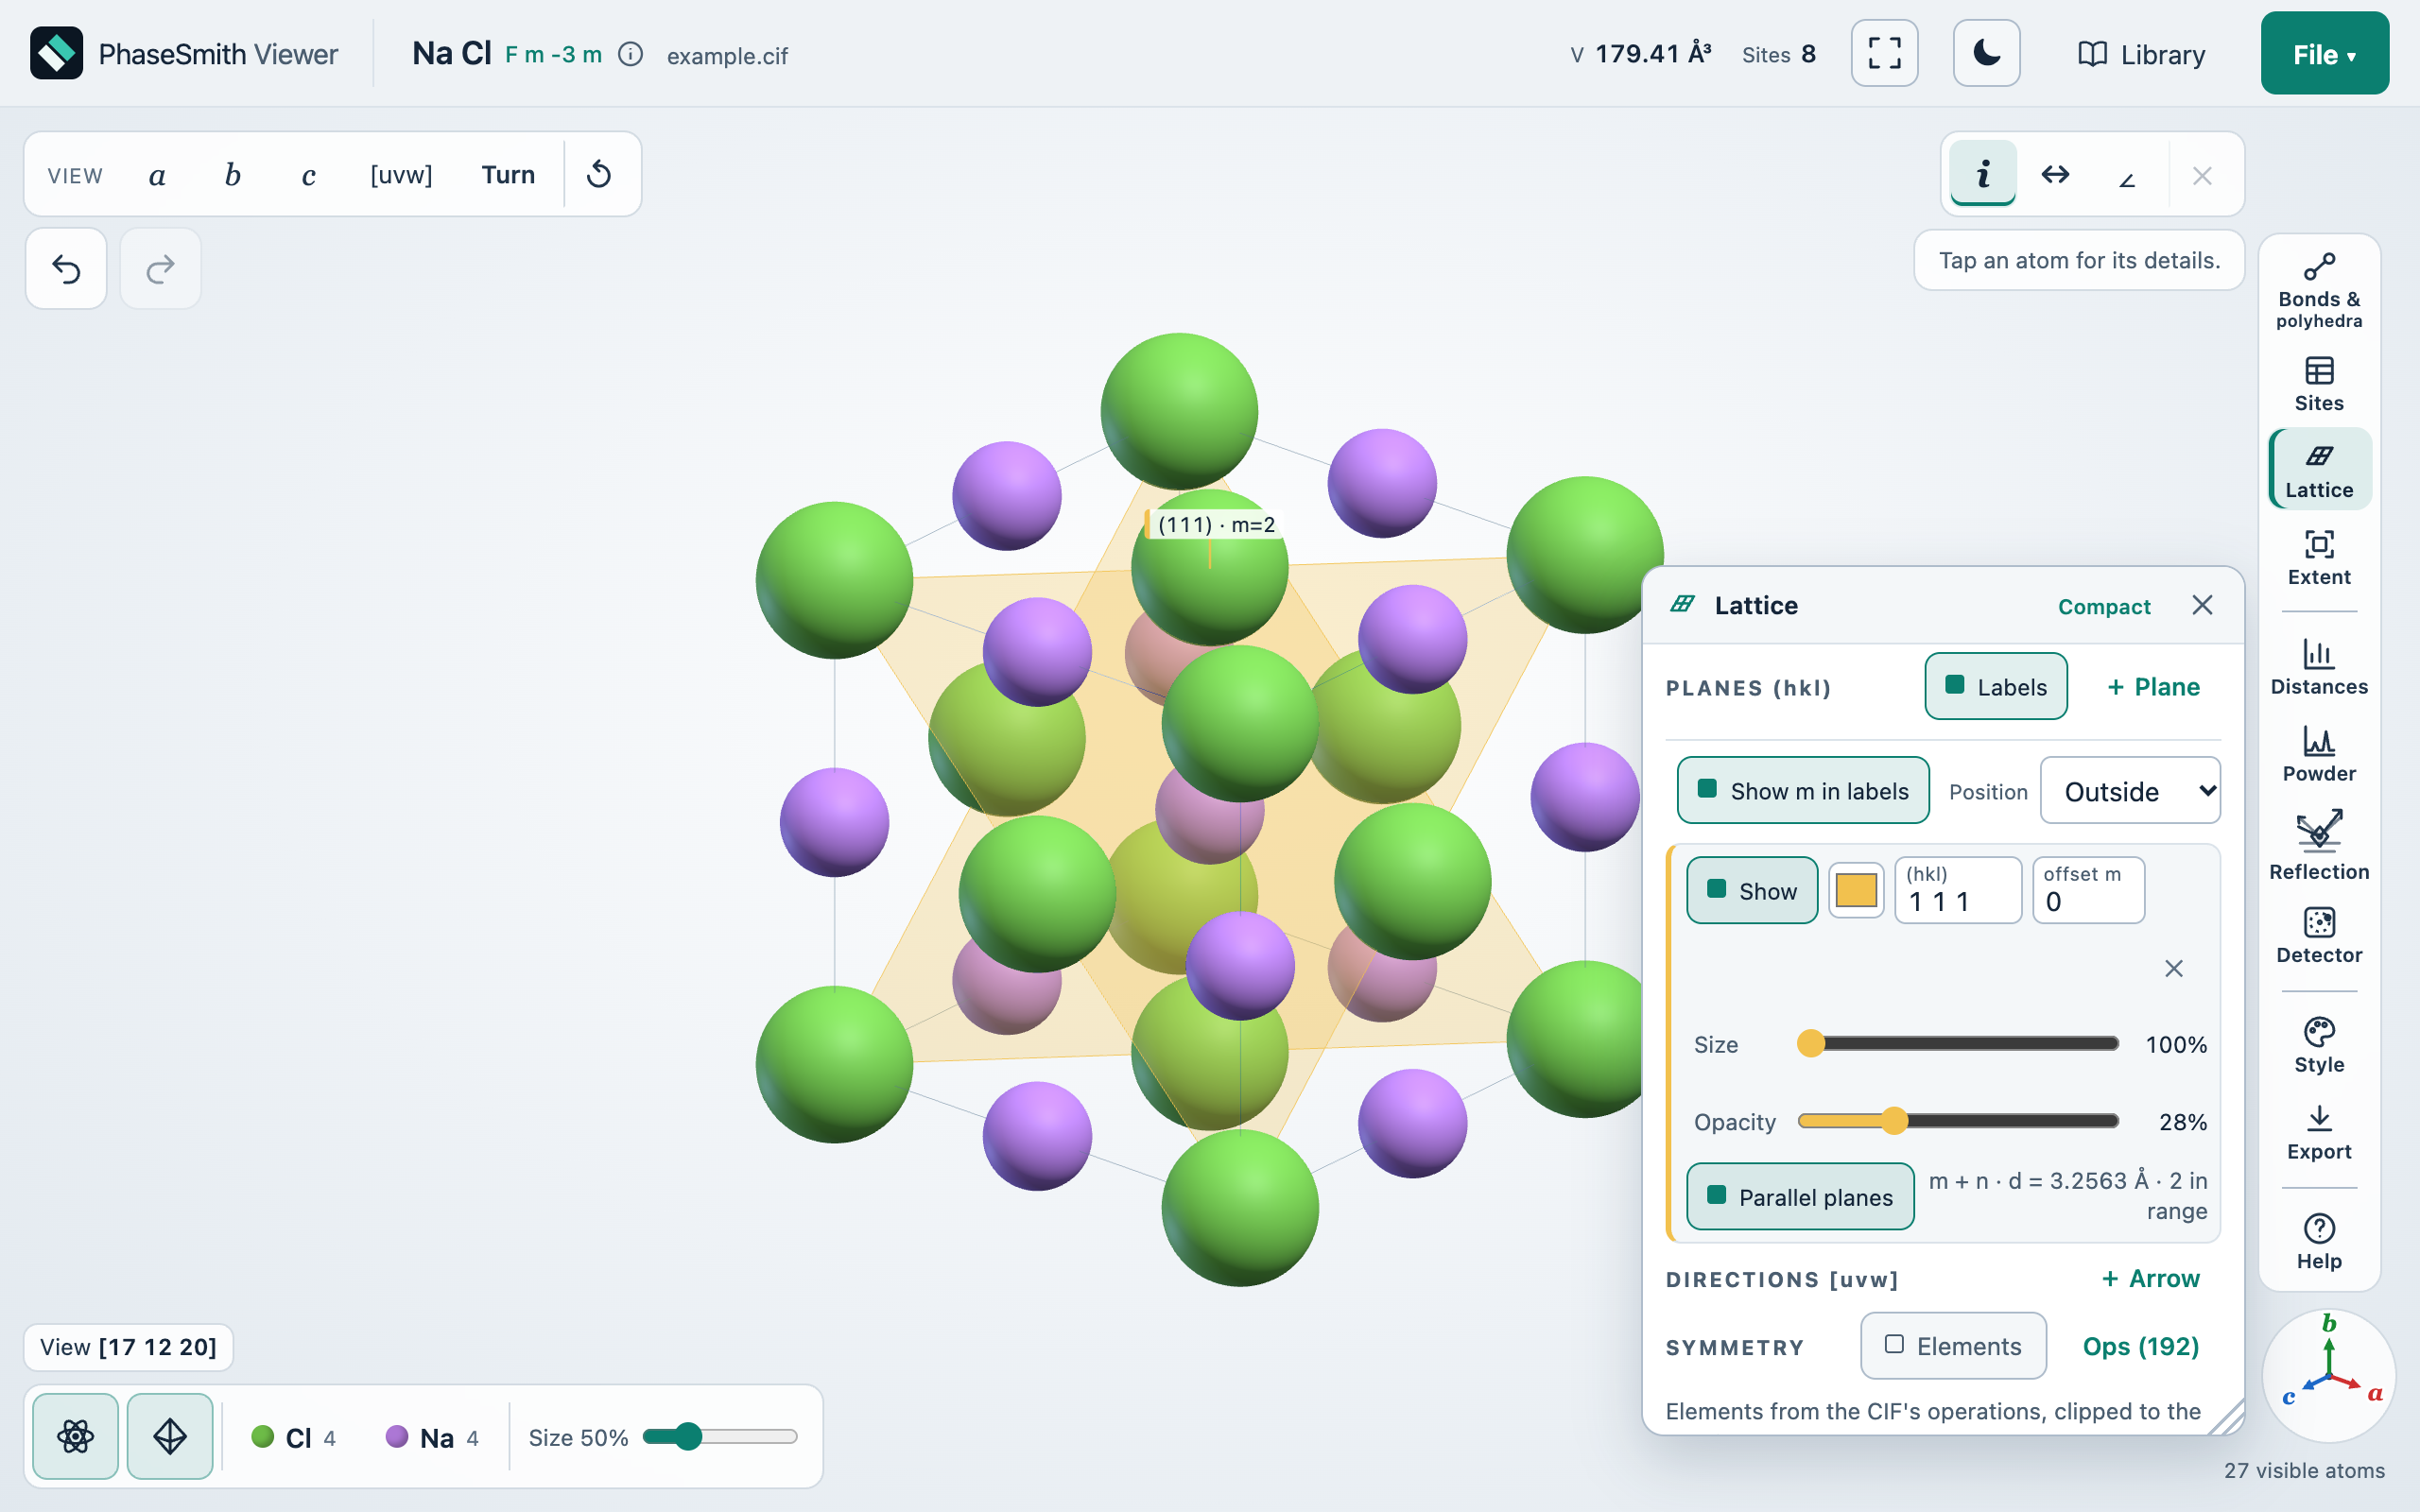 PhaseSmith Viewer
Na Cl F m -3 m example.cif
V 179.41 Å³ Sites 8
Library
File ▾
VIEW a b c [uvw] Turn
i
Tap an atom for its details.
Bonds &
polyhedra
Sites
Lattice
Extent
Distances
Powder
Reflection
Detector
Style
Export
Help
(111) · m=2
Lattice Compact
PLANES (hkl) Labels + Plane
Show m in labels Position Outside
Show (hkl) 1 1 1 offset m 0
Size 100%
Opacity 28%
Parallel planes m + n · d = 3.2563 Å · 2 in
range
DIRECTIONS [uvw] + Arrow
SYMMETRY Elements Ops (192)
Elements from the CIF's operations, clipped to the
View [17 12 20]
Cl 4 Na 4 Size 50%
b
c a
27 visible atoms